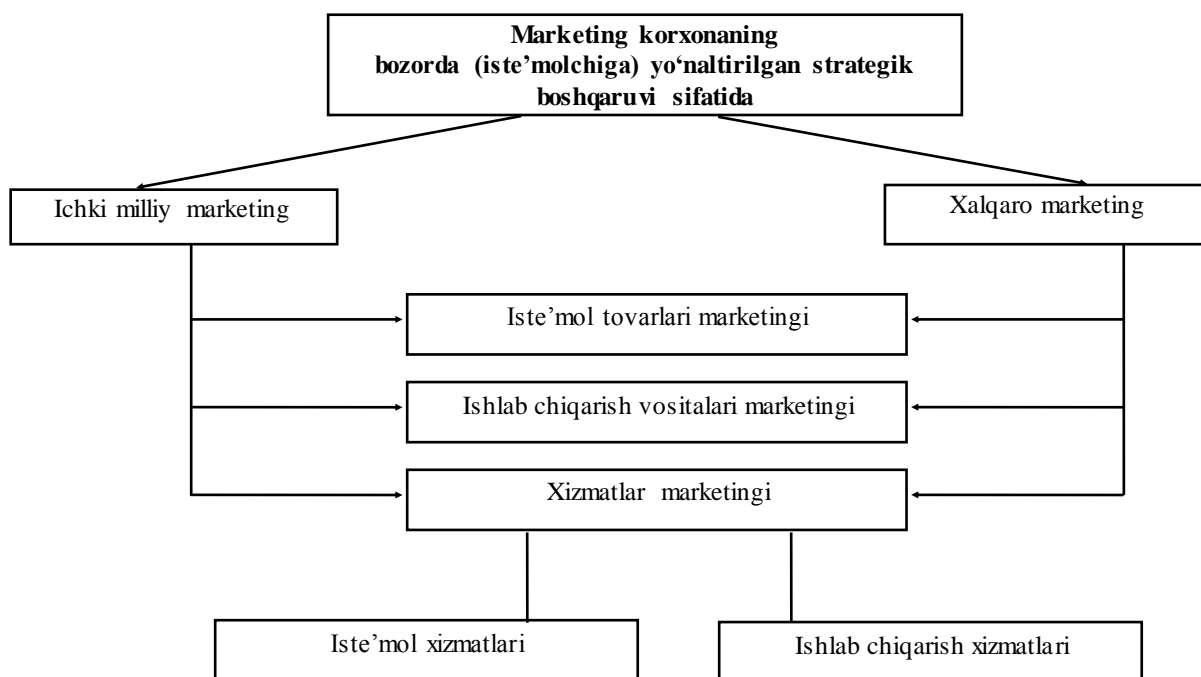 Marketing korxonaning
bozorda (iste’molchiga) yo‘naltirilgan strategik
boshqaruvi sifatida
Ichki milliy marketing
Xalqaro marketing
Iste’mol tovarlari marketingi
Ishlab chiqarish vositalari marketingi
Xizmatlar marketingi
Iste’mol xizmatlari
Ishlab chiqarish xizmatlari